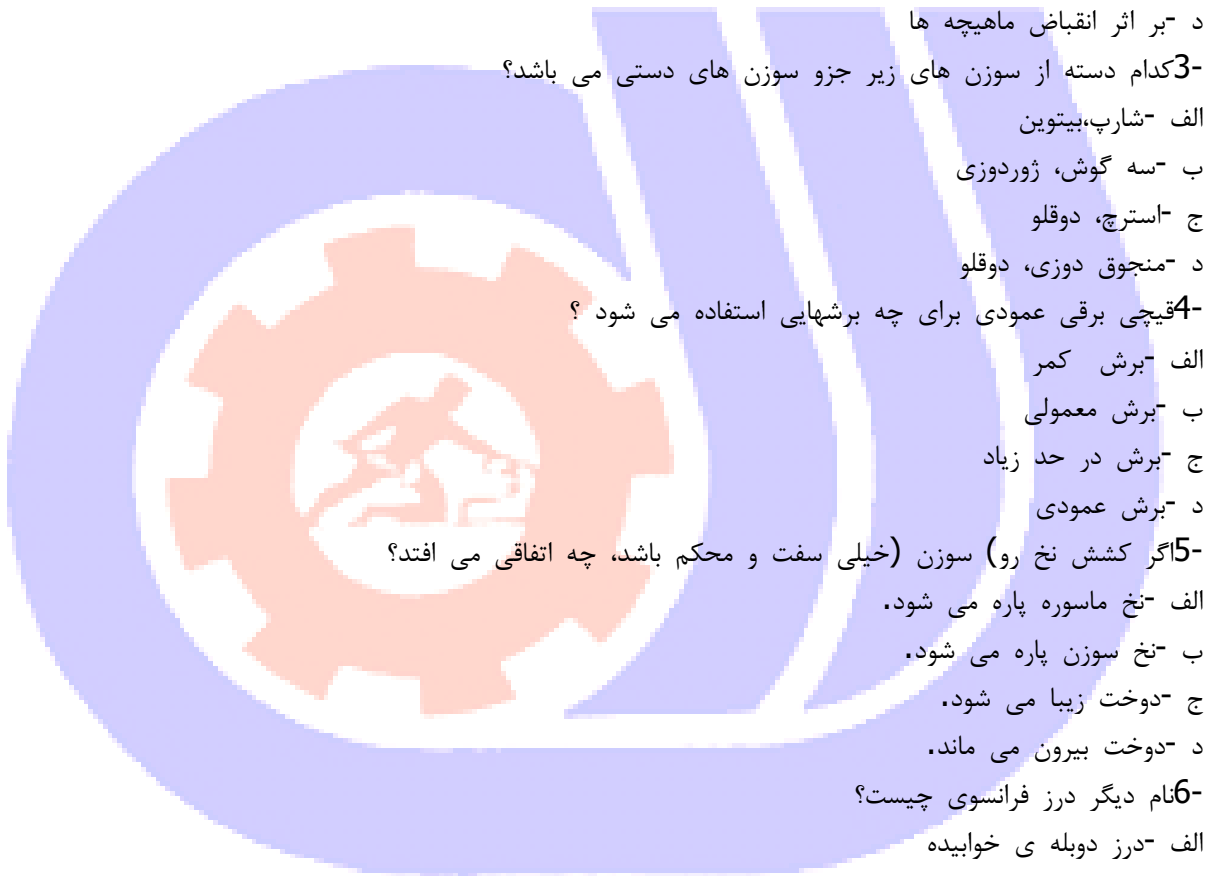 د -بر اثر انقباض ماهیچه ها
-3کدام دسته از سوزن های زیر جزو سوزن های دستی می باشد؟
الف -شارپ،بیتوین
ب -سه گوش، ژوردوزی
ج -استرچ، دوقلو
د -منجوق دوزی، دوقلو
-4قیچی برقی عمودی برای چه برشهایی استفاده می شود ؟
الف -برش کمر
ب -برش معمولی
ج -برش در حد زیاد
د -برش عمودی
-5اگر کشش نخ رو) سوزن (خیلی سفت و محکم باشد، چه اتفاقی می افتد؟
الف -نخ ماسوره پاره می شود.
ب -نخ سوزن پاره می شود.
ج -دوخت زیبا می شود.
د -دوخت بیرون می ماند.
-6نام دیگر درز فرانسوی چیست؟
الف -درز دوبله ی خوابیده